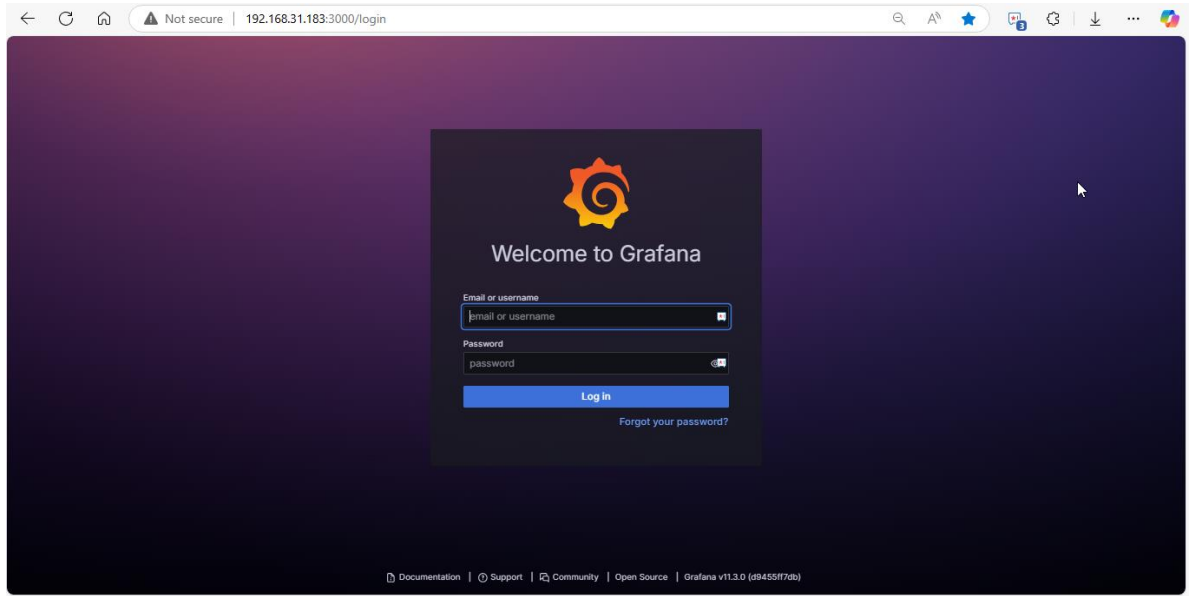 Not secure | 192.168.31.183:3000/login
Welcome to Grafana
Email or username
email or username
Password
password
Log in
Forgot your password?
Documentation | Support | Community | Open Source | Grafana v11.3.0 (d9455ff7db)